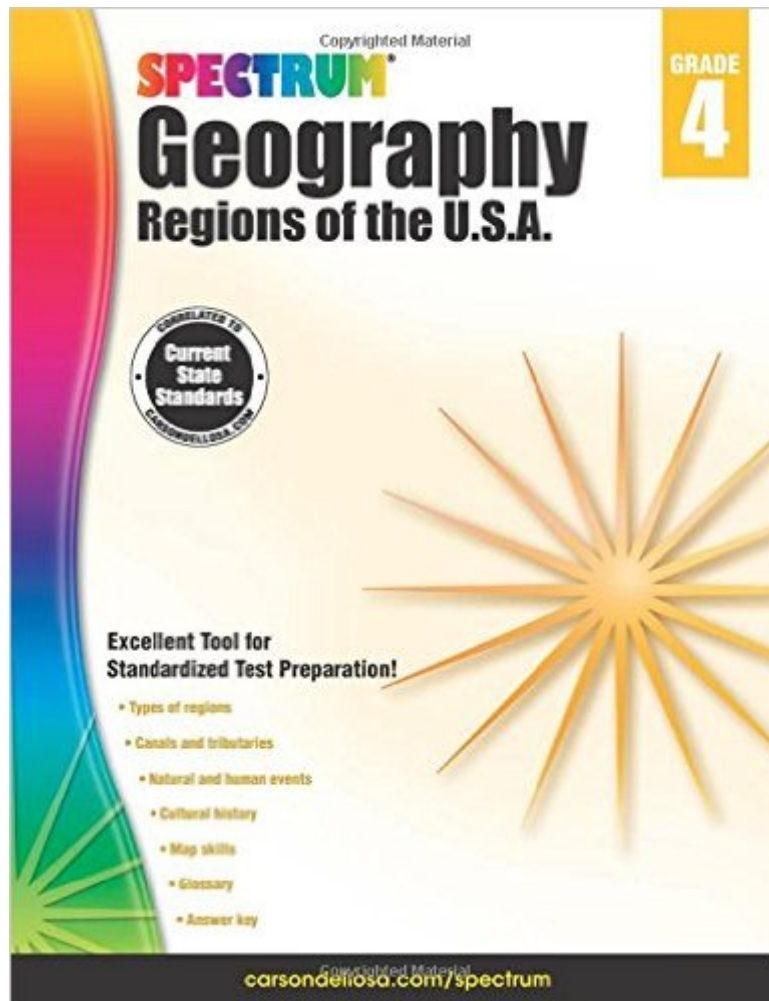 Copyrighted Material
SPECTRUM®
GRADE
4
Geography
Regions of the U.S.A.
CORRELATED TO
Current
State
Standards
CARSONDELLOSA.COM
Excellent Tool for
Standardized Test Preparation!
• Types of regions
• Canals and tributaries
• Natural and human events
• Cultural history
• Map skills
• Glossary
• Answer key
Copyrighted Material
carsondellosa.com/spectrum